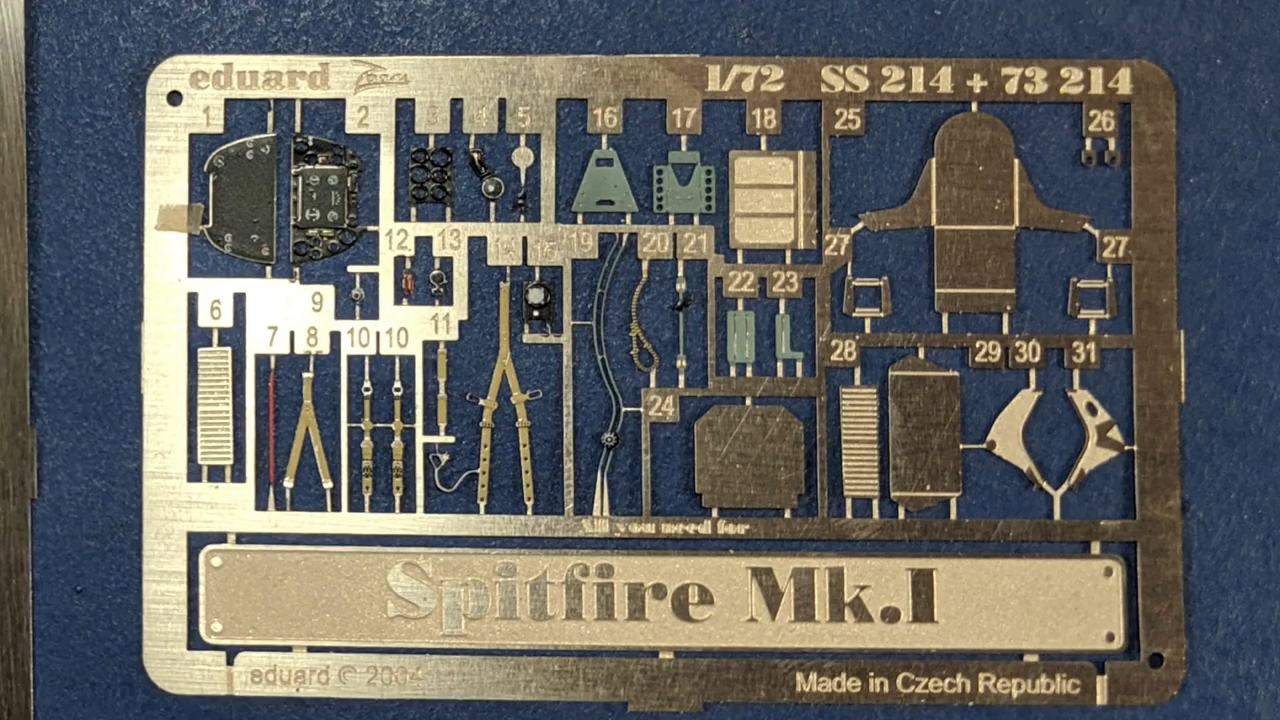 eduard Zoom 1/72 SS 214 + 73 214
1 2 3 4 5 16 17 18 25 26
12 13 14 15 19 20 21 27 27
6 9 22 23
7 8 10 10 11 28 29 30 31
24
All you need for
Spitfire Mk.I
eduard © 2004 Made in Czech Republic